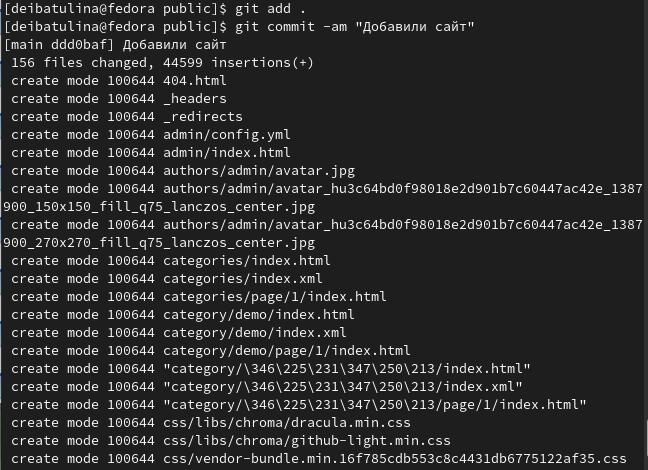 [deibatulina@fedora public]$ git add .
[deibatulina@fedora public]$ git commit -am "Добавили сайт"
[main ddd0baf] Добавили сайт
 156 files changed, 44599 insertions(+)
 create mode 100644 404.html
 create mode 100644 _headers
 create mode 100644 _redirects
 create mode 100644 admin/config.yml
 create mode 100644 admin/index.html
 create mode 100644 authors/admin/avatar.jpg
 create mode 100644 authors/admin/avatar_hu3c64bd0f98018e2d901b7c60447ac42e_1387
900_150x150_fill_q75_lanczos_center.jpg
 create mode 100644 authors/admin/avatar_hu3c64bd0f98018e2d901b7c60447ac42e_1387
900_270x270_fill_q75_lanczos_center.jpg
 create mode 100644 categories/index.html
 create mode 100644 categories/index.xml
 create mode 100644 categories/page/1/index.html
 create mode 100644 category/demo/index.html
 create mode 100644 category/demo/index.xml
 create mode 100644 category/demo/page/1/index.html
 create mode 100644 "category/\346\225\231\347\250\213/index.html"
 create mode 100644 "category/\346\225\231\347\250\213/index.xml"
 create mode 100644 "category/\346\225\231\347\250\213/page/1/index.html"
 create mode 100644 css/libs/chroma/dracula.min.css
 create mode 100644 css/libs/chroma/github-light.min.css
 create mode 100644 css/vendor-bundle.min.16f785cdb553c8c4431db6775122af35.css